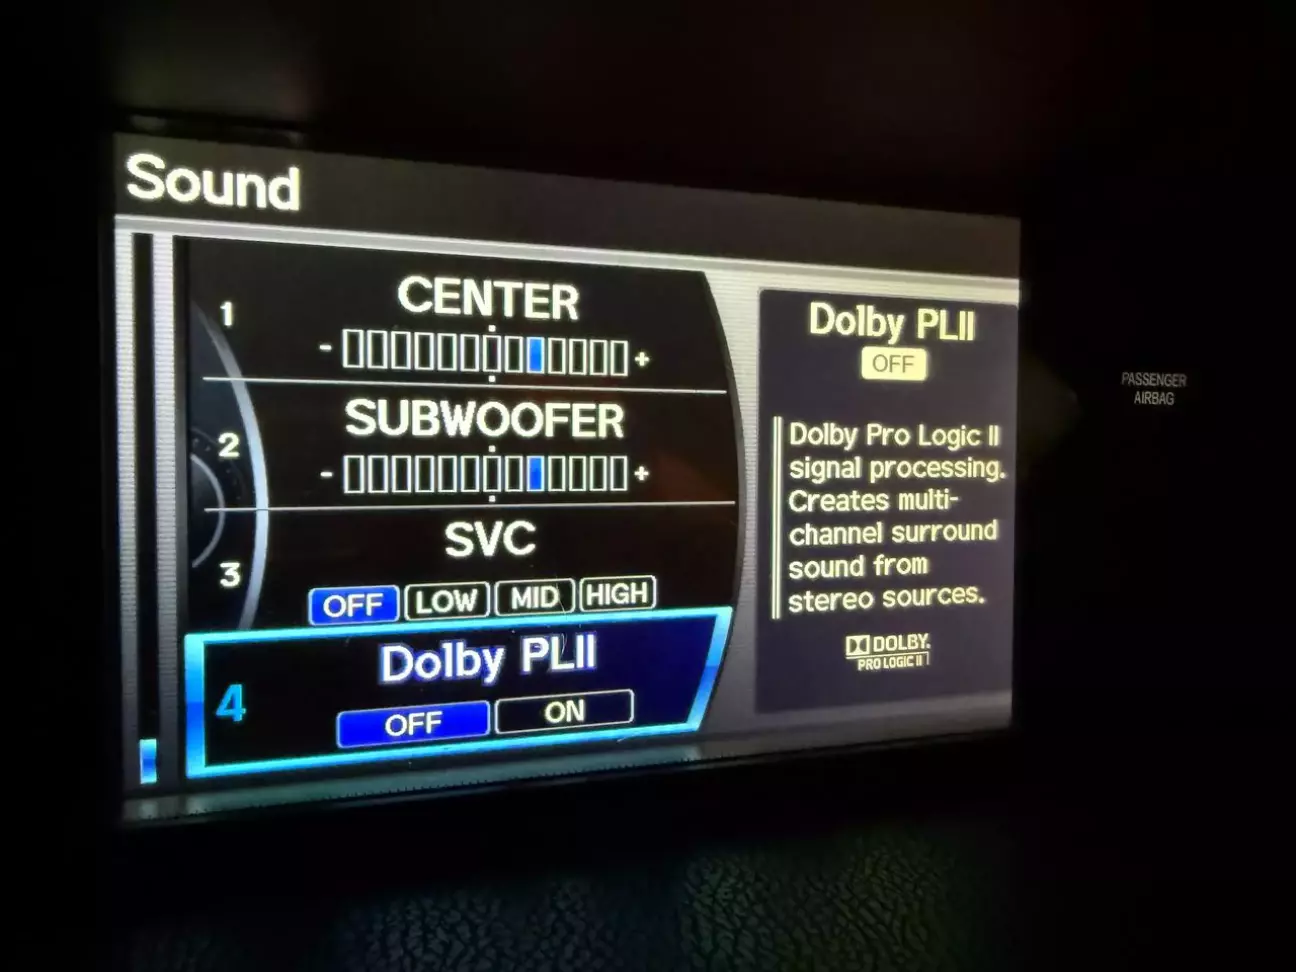 Sound
1
CENTER
- +
2
SUBWOOFER
- +
3
SVC
OFF LOW MID HIGH
4
Dolby PLII
OFF ON
Dolby PLII
OFF
Dolby Pro Logic II
signal processing.
Creates multi-
channel surround
sound from
stereo sources.
DOLBY.
PRO LOGIC II
PASSENGER
AIRBAG